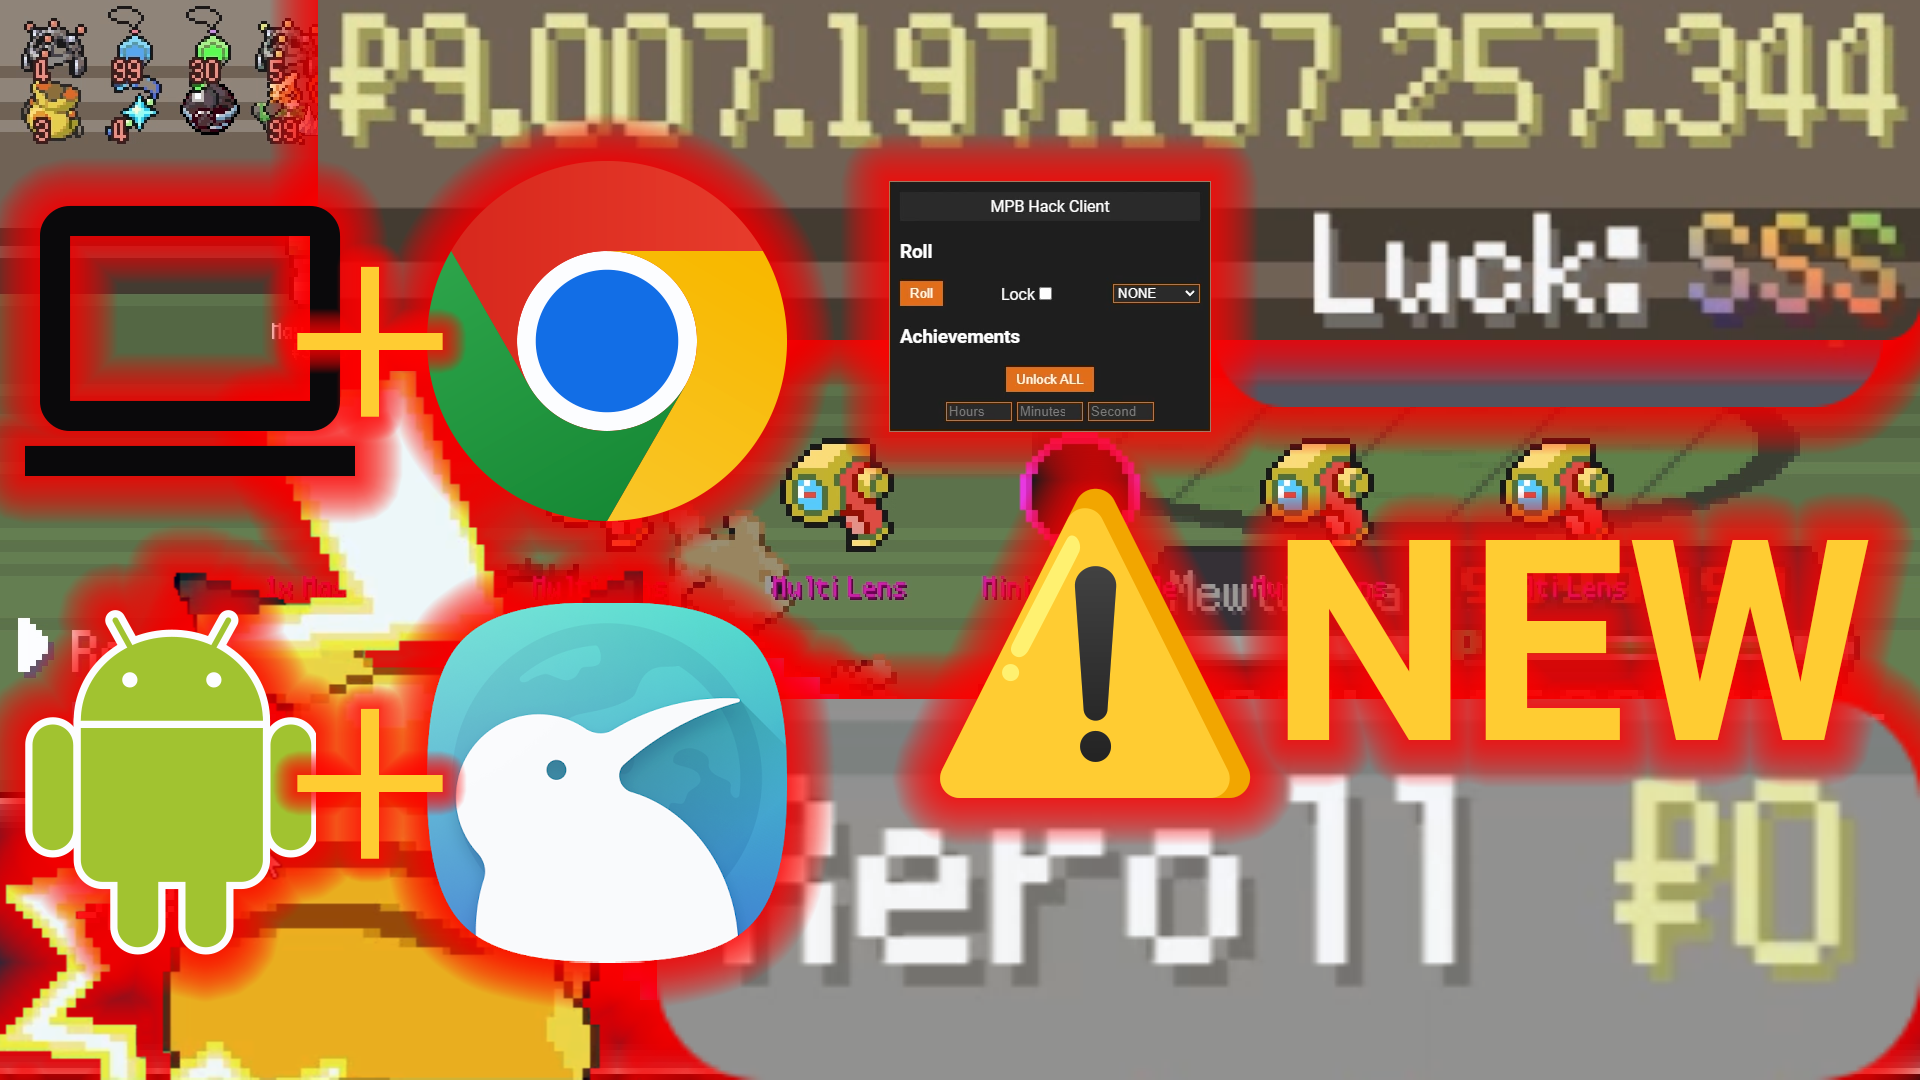 4 99 30 5
3 4 99
₽9.007.197.107.257.344
Luck: SSS
MPB Hack Client
Roll
Roll Lock NONE
Achievements
Unlock ALL
Hours Minutes Second
Multi Lens
NEW
Reroll ₽0